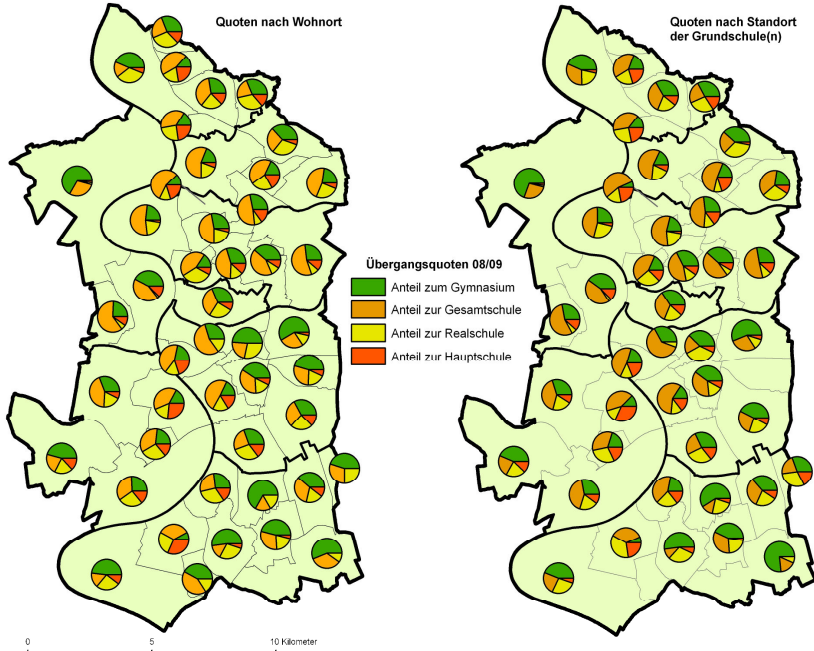 Quoten nach Wohnort
Quoten nach Standort
der Grundschule(n)
Übergangsquoten 08/09
Anteil zum Gymnasium
Anteil zur Gesamtschule
Anteil zur Realschule
Anteil zur Hauptschule
0 5 10 Kilometer